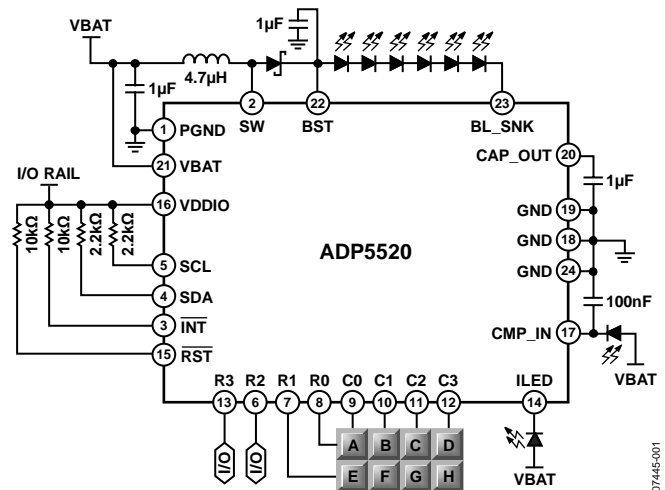 VBAT
1µF
1µF
4.7µH
2
SW
22
BST
23
BL_SNK
1
PGND
21
VBAT
I/O RAIL
16
VDDIO
10kΩ
10kΩ
2.2kΩ
2.2kΩ
5
SCL
4
SDA
3
INT
15
RST
ADP5520
CAP_OUT
20
1µF
GND
19
GND
18
GND
24
100nF
CMP_IN
17
VBAT
R3
R2
R1
R0
C0
C1
C2
C3
ILED
13
6
7
8
9
10
11
12
14
I/O
I/O
A
B
C
D
E
F
G
H
VBAT
07445-001